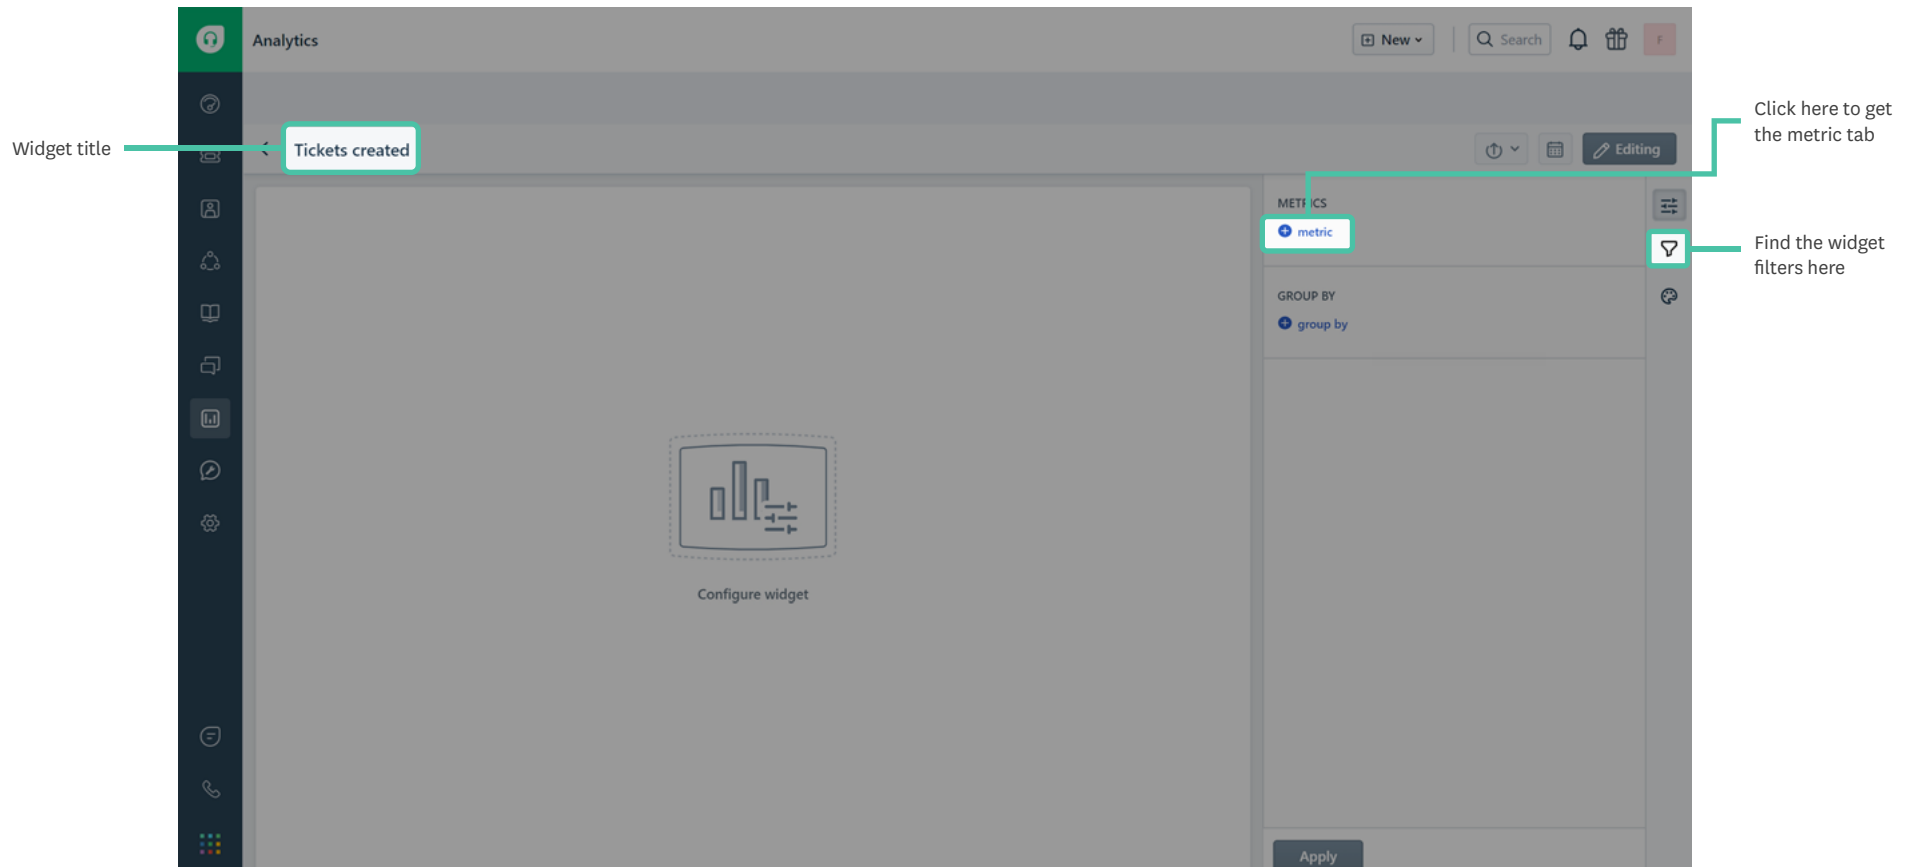 Analytics
New
Search
F
Click here to get
the metric tab
Widget title
Tickets created
Editing
METRICS
metric
Find the widget
filters here
GROUP BY
group by
Configure widget
Apply